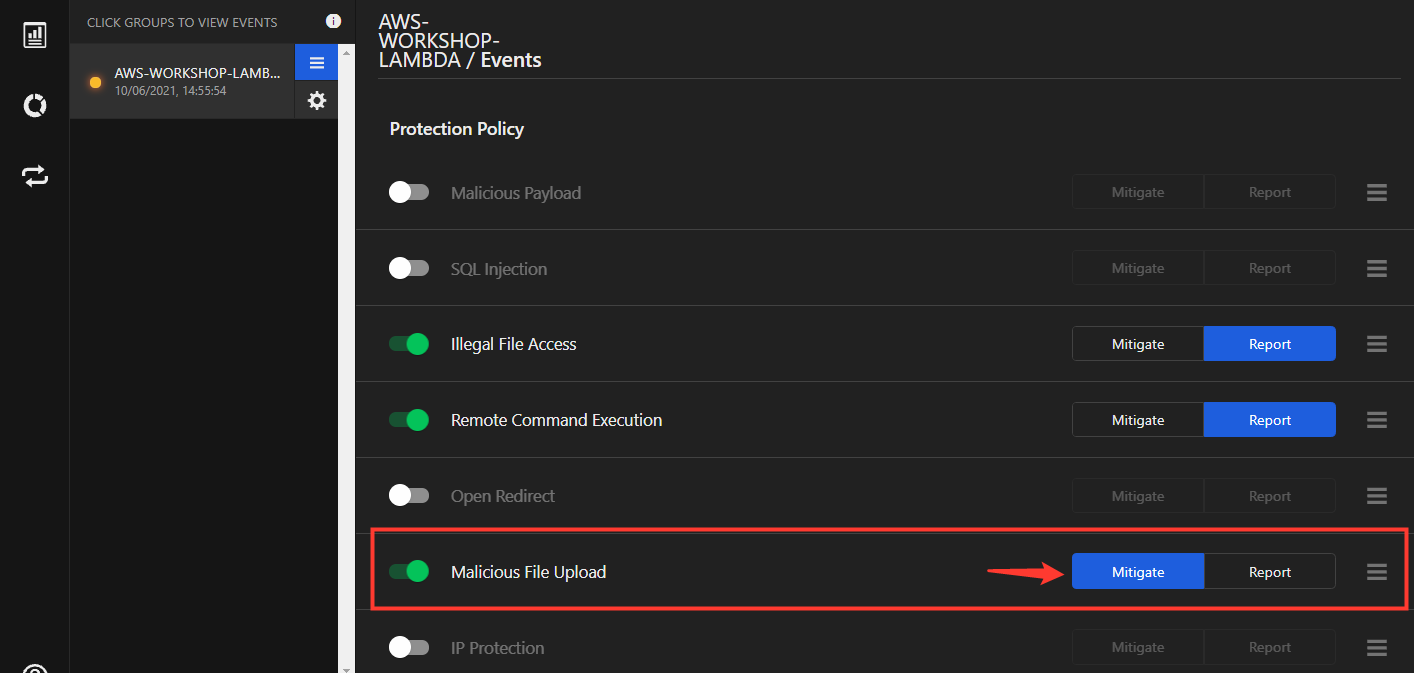 CLICK GROUPS TO VIEW EVENTS
AWS-WORKSHOP-LAMB...
10/06/2021, 14:55:54
AWS-
WORKSHOP-
LAMBDA / Events
Protection Policy
Malicious Payload Mitigate Report
SQL Injection Mitigate Report
Illegal File Access Mitigate Report
Remote Command Execution Mitigate Report
Open Redirect Mitigate Report
Malicious File Upload Mitigate Report
IP Protection Mitigate Report